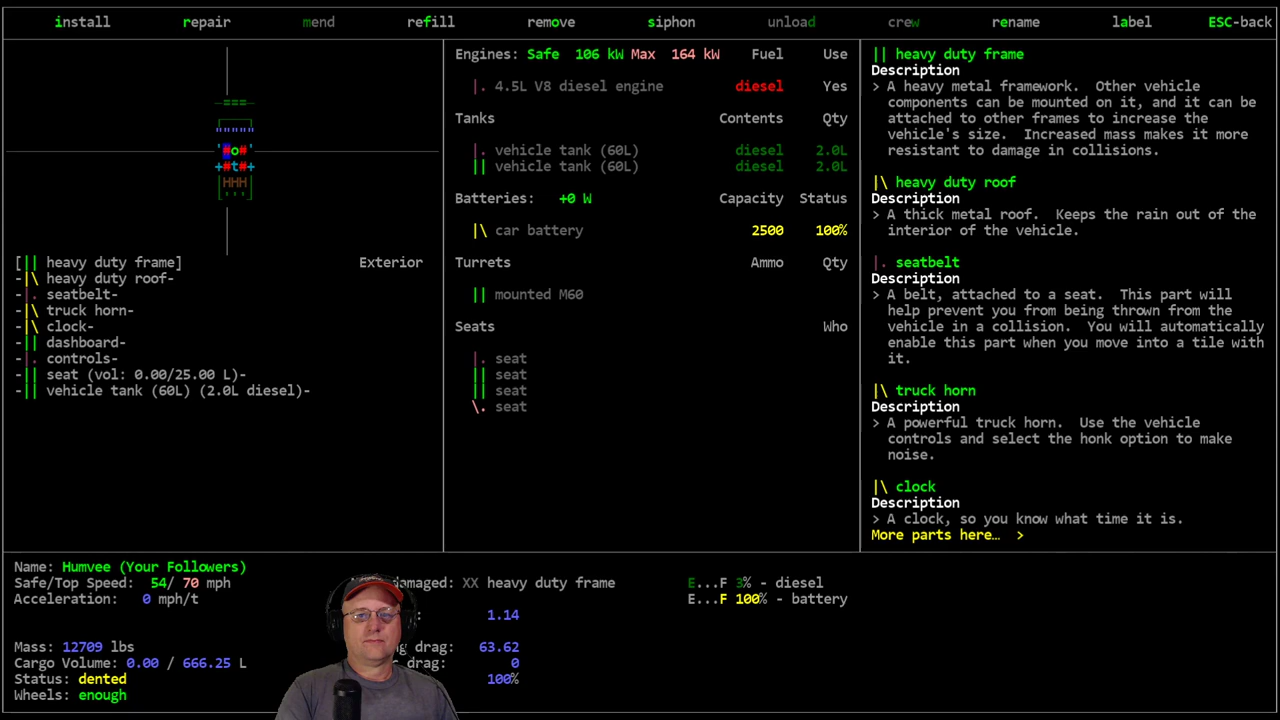 install repair mend refill remove siphon unload crew rename label ESC-back
[|| heavy duty frame] Exterior
-|\ heavy duty roof-
-|. seatbelt-
-|\ truck horn-
-|\ clock-
-|| dashboard-
-|. controls-
-|| seat (vol: 0.00/25.00 L)-
-|| vehicle tank (60L) (2.0L diesel)-
Engines: Safe 106 kW Max 164 kW Fuel Use
|. 4.5L V8 diesel engine diesel Yes
Tanks Contents Qty
|. vehicle tank (60L) diesel 2.0L
|| vehicle tank (60L) diesel 2.0L
Batteries: +0 W Capacity Status
|\ car battery 2500 100%
Turrets Ammo Qty
|| mounted M60
Seats Who
|. seat
|| seat
|| seat
\. seat
|| heavy duty frame
Description
> A heavy metal framework. Other vehicle
components can be mounted on it, and it can be
attached to other frames to increase the
vehicle's size. Increased mass makes it more
resistant to damage in collisions.
|\ heavy duty roof
Description
> A thick metal roof. Keeps the rain out of the
interior of the vehicle.
|. seatbelt
Description
> A belt, attached to a seat. This part will
help prevent you from being thrown from the
vehicle in a collision. You will automatically
enable this part when you move into a tile with
it.
|\ truck horn
Description
> A powerful truck horn. Use the vehicle
controls and select the honk option to make
noise.
|\ clock
Description
> A clock, so you know what time it is.
More parts here… >
Name: Humvee (Your Followers)
Safe/Top Speed: 54/ 70 mph
Acceleration: 0 mph/t
Mass: 12709 lbs
Cargo Volume: 0.00 / 666.25 L
Status: dented
Wheels: enough
damaged: XX heavy duty frame
1.14
drag: 63.62
drag: 0
100%
E...F 3% - diesel
E...F 100% - battery